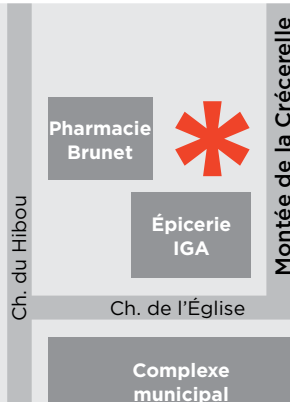 Pharmacie
Brunet
Montée de la Crécerelle
Épicerie
IGA
Ch. du Hibou
Ch. de l'Église
Complexe
municipal